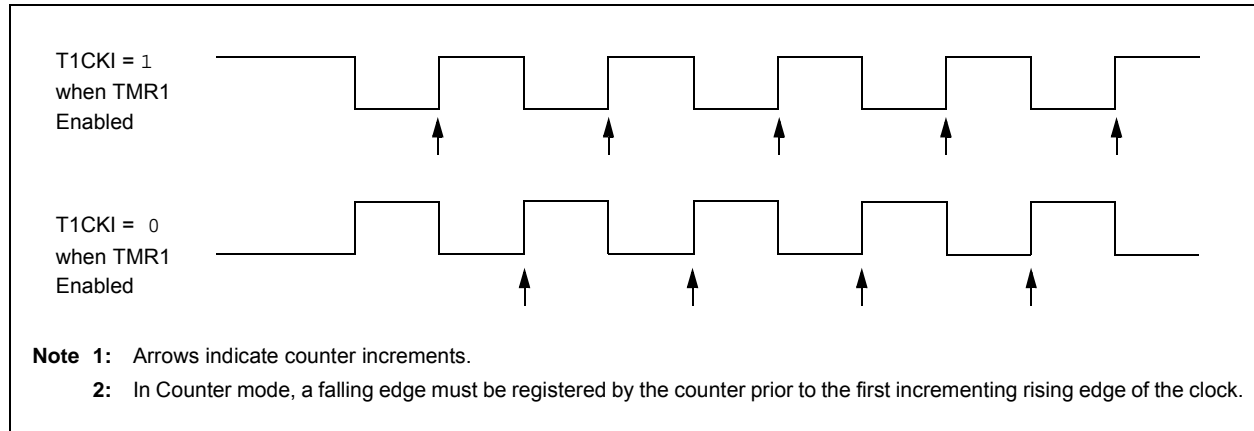 T1CKI = 1
when TMR1
Enabled
T1CKI = 0
when TMR1
Enabled
Note 1: Arrows indicate counter increments.
2: In Counter mode, a falling edge must be registered by the counter prior to the first incrementing rising edge of the clock.